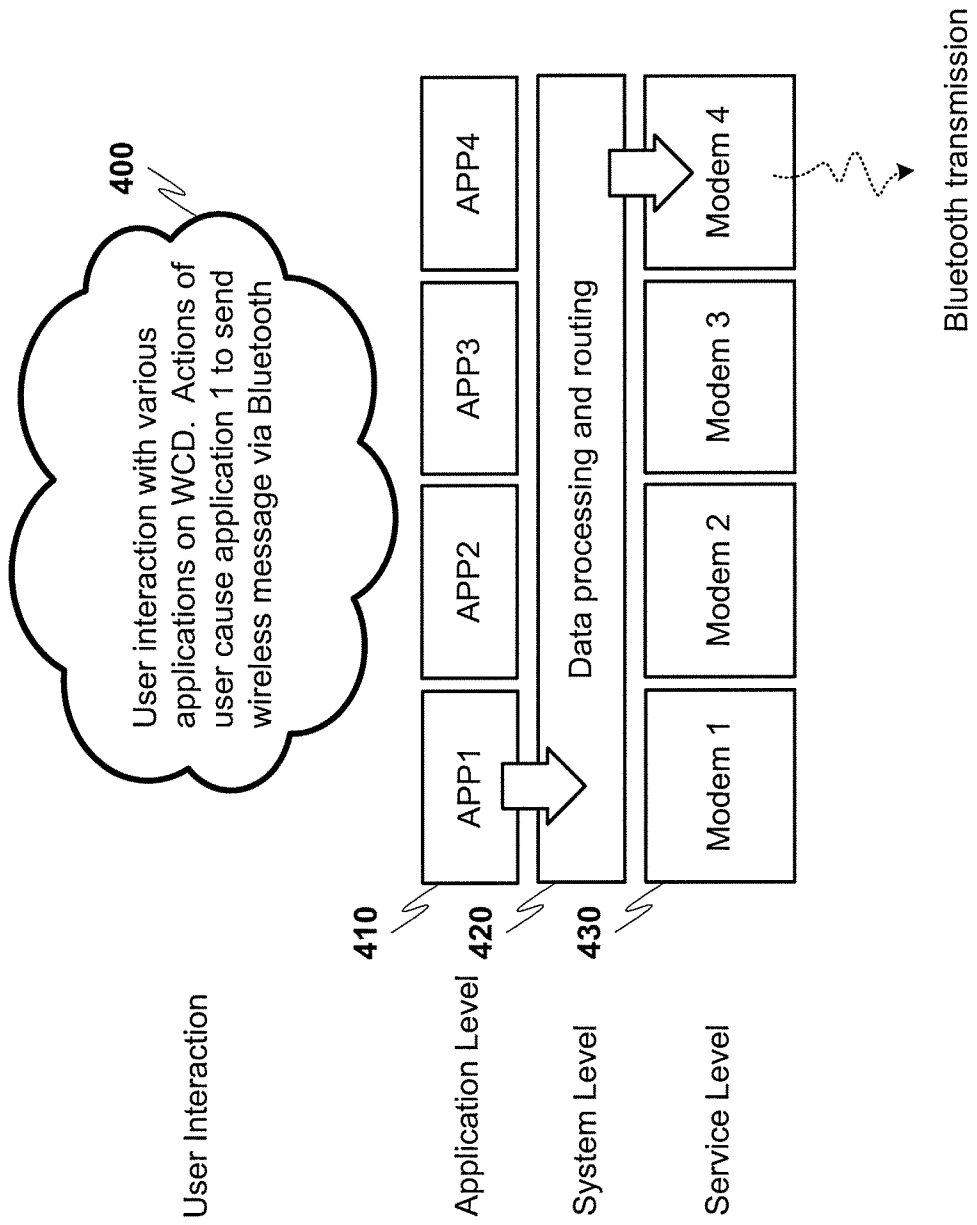 User Interaction
400
User interaction with various
applications on WCD. Actions of
user cause application 1 to send
wireless message via Bluetooth
Application Level
410
APP1
APP2
APP3
APP4
System Level
420
Data processing and routing
Service Level
430
Modem 1
Modem 2
Modem 3
Modem 4
Bluetooth transmission